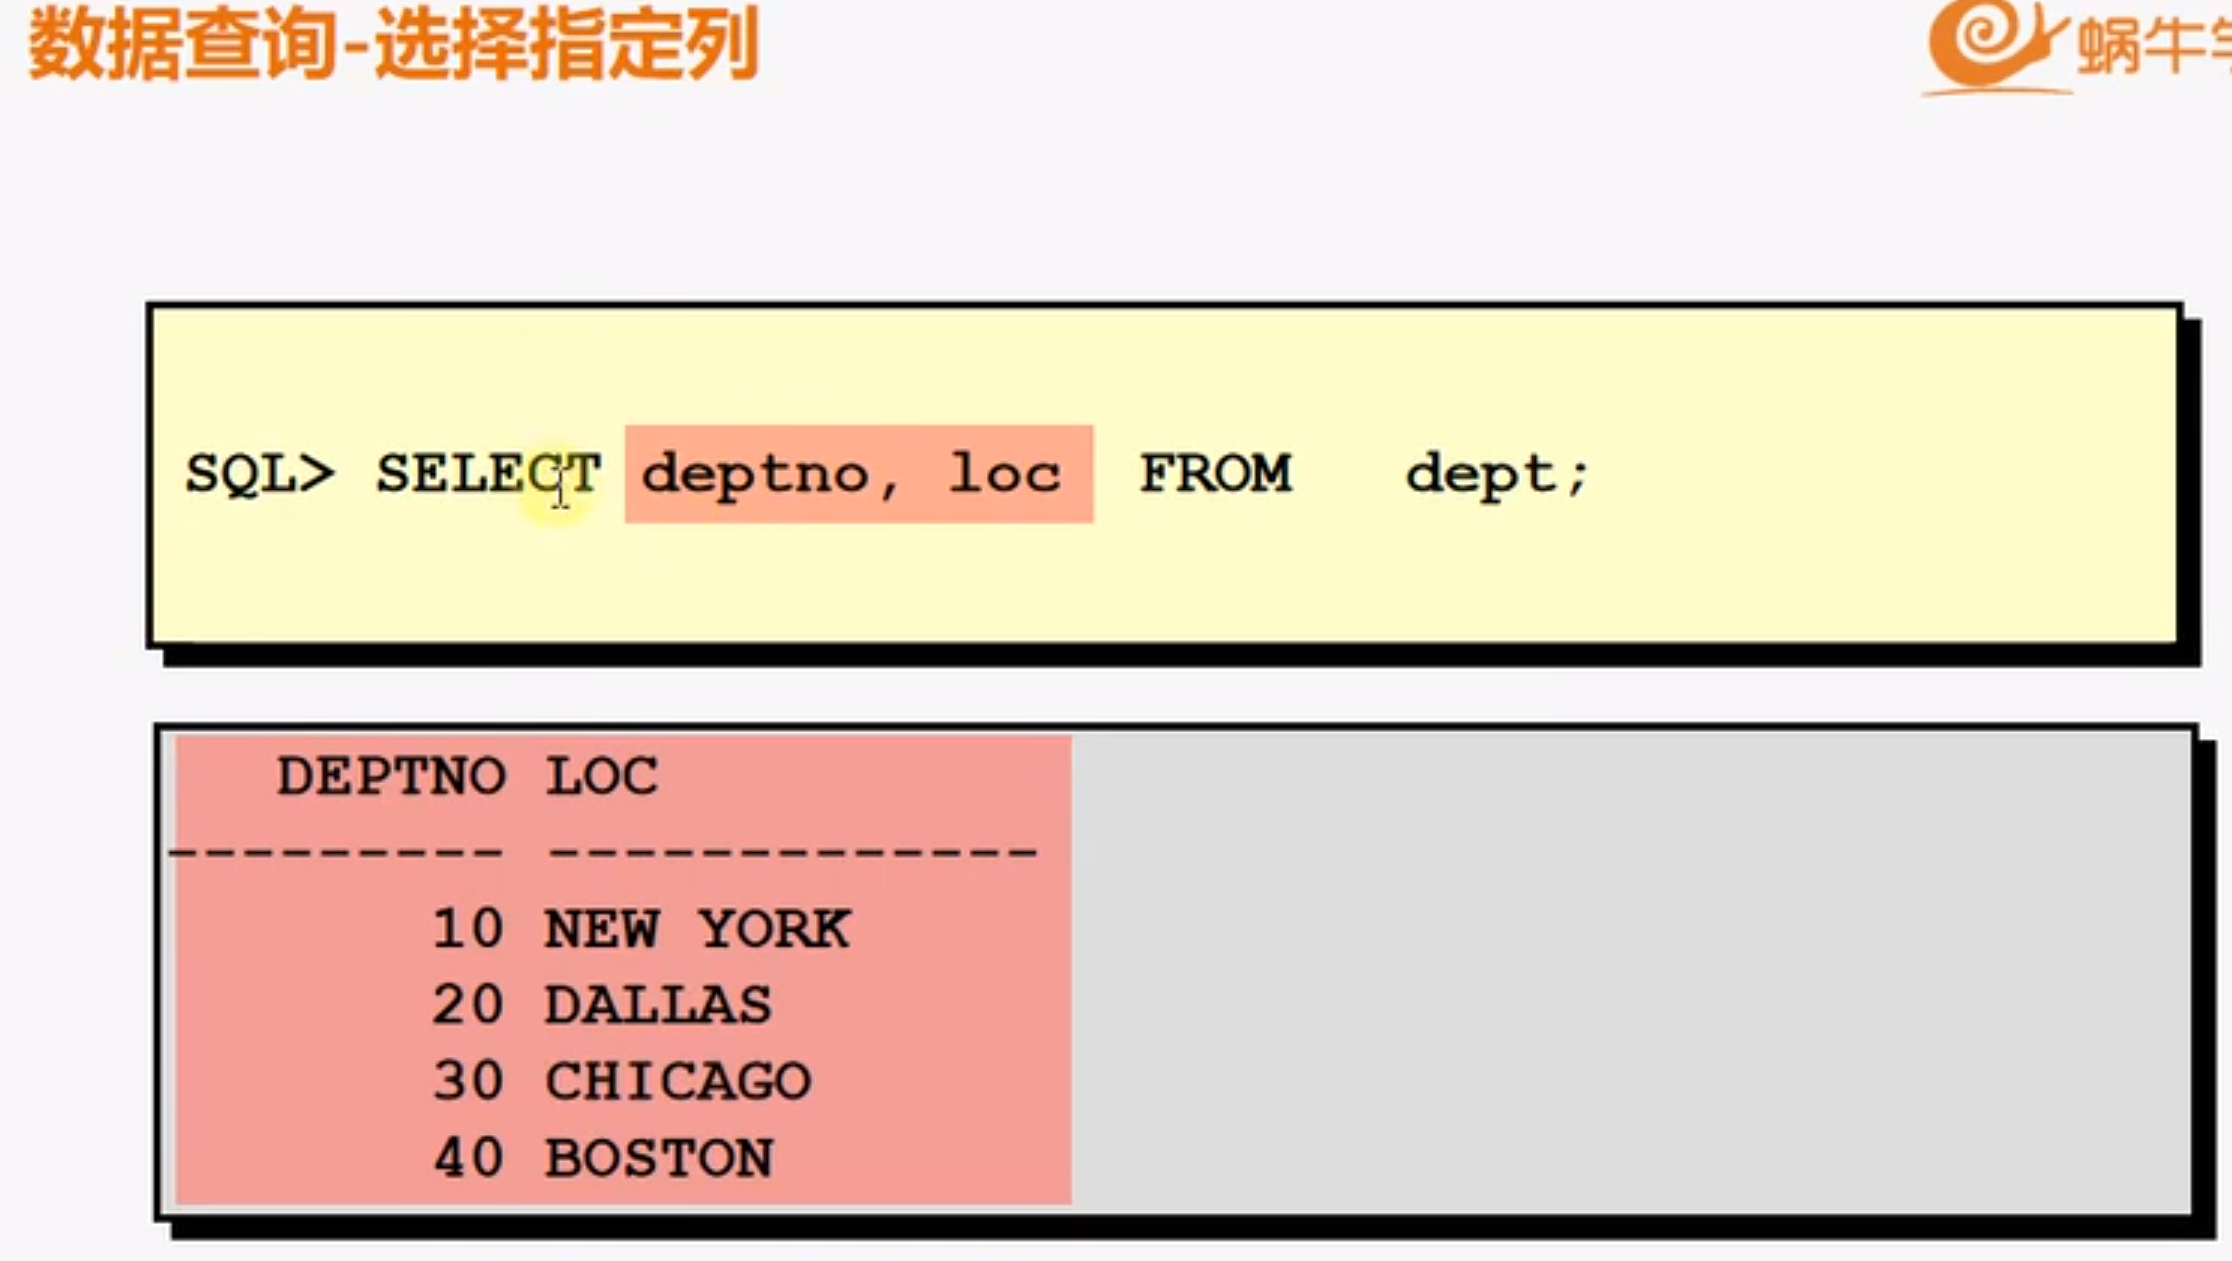 数据查询-选择指定列
蜗牛
SQL> SELECT deptno, loc FROM dept;
DEPTNO LOC
--------- -------------
10 NEW YORK
20 DALLAS
30 CHICAGO
40 BOSTON